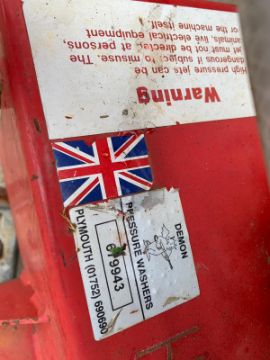 Warning
High pressure jets can be
dangerous if subject to misuse. The
jet must not be directed at persons,
animals, live electrical equipment
or the machine itself.
DEMON
PRESSURE WASHERS
679943
PLYMOUTH (01752) 690690